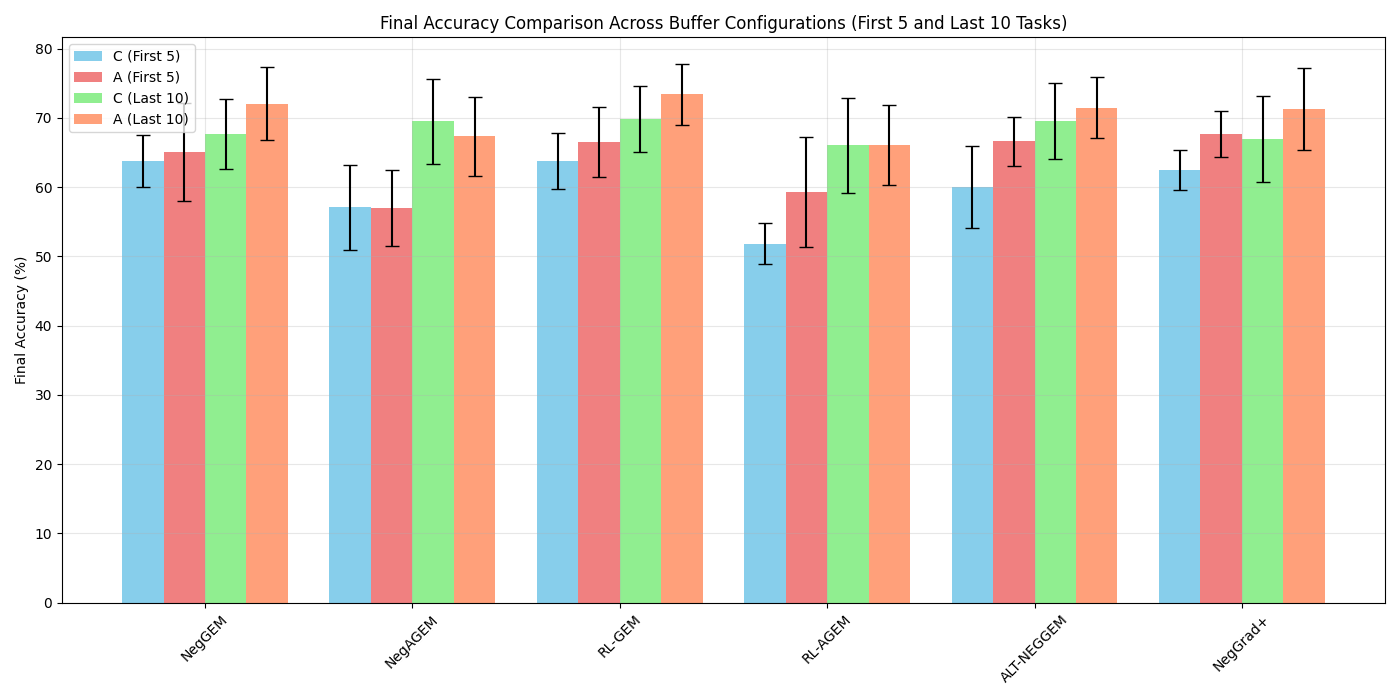 Final Accuracy Comparison Across Buffer Configurations (First 5 and Last 10 Tasks)
C (First 5)
A (First 5)
C (Last 10)
A (Last 10)
Final Accuracy (%)
80
70
60
50
40
30
20
10
0
NegGEM
NegAGEM
RL-GEM
RL-AGEM
ALT-NEGGEM
NegGrad+